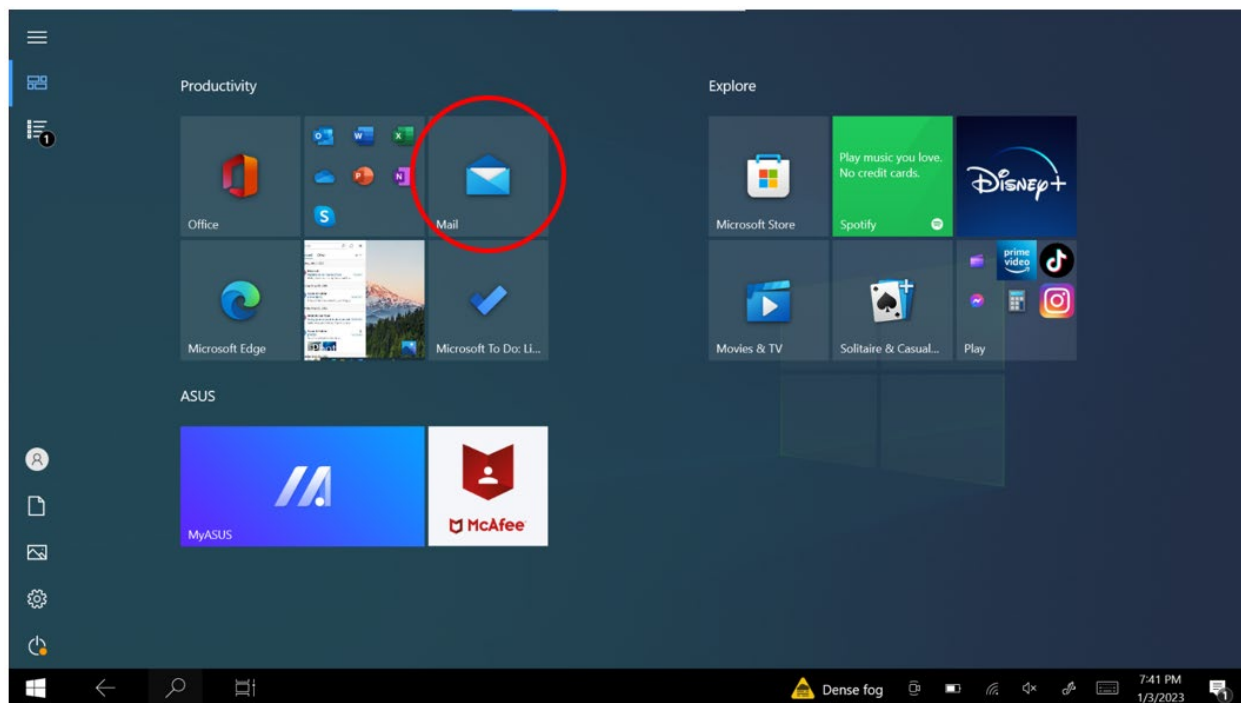 Productivity
Explore
Office
Mail
Microsoft Store
Play music you love.
No credit cards.
Spotify
Disney+
prime
video
Microsoft Edge
Microsoft To Do: Li...
Movies & TV
Solitaire & Casual...
Play
ASUS
MyASUS
McAfee
1
Dense fog
7:41 PM
1/3/2023
1